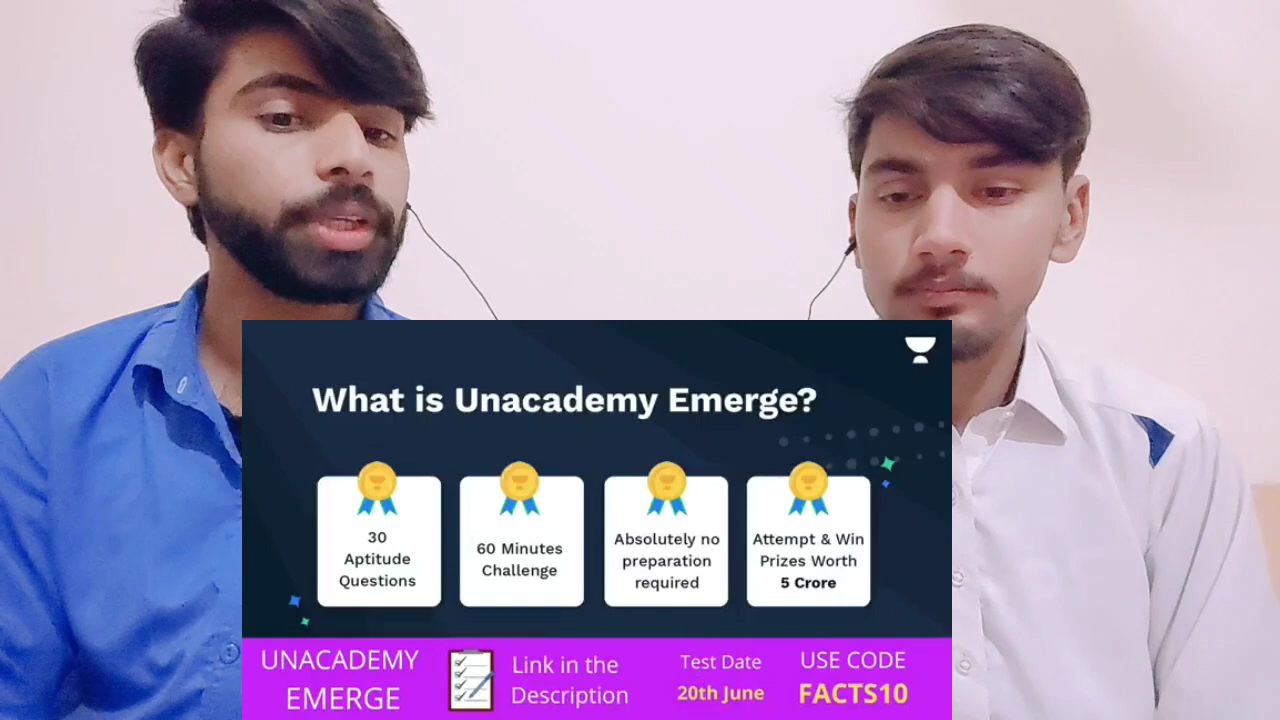 What is Unacademy Emerge?
30
Aptitude
Questions
60 Minutes
Challenge
Absolutely no
preparation
required
Attempt & Win
Prizes Worth
5 Crore
UNACADEMY
EMERGE
Link in the
Description
Test Date
20th June
USE CODE
FACTS10